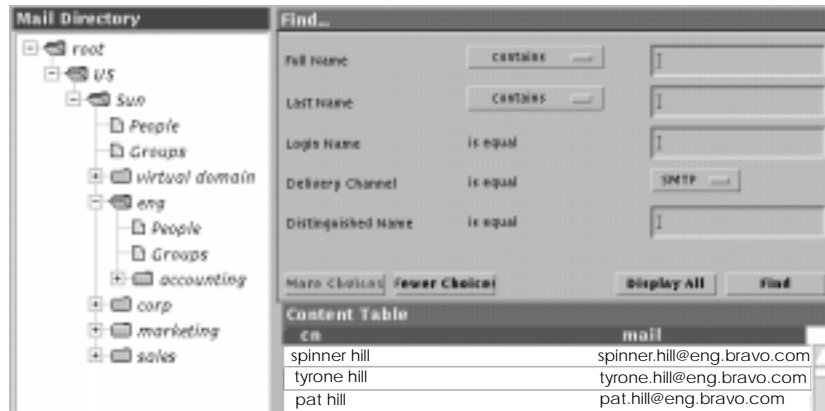 Mail Directory
root
US
Sun
People
Groups
virtual domain
eng
People
Groups
accounting
corp
marketing
sales
Find...
Full Name contains
Last Name contains
Login Name is equal
Delivery Channel is equal SMTP
Distinguished Name is equal
More Choices Fewer Choices Display All Find
Content Table
cn mail
spinner hill spinner.hill@eng.bravo.com
tyrone hill tyrone.hill@eng.bravo.com
pat hill pat.hill@eng.bravo.com